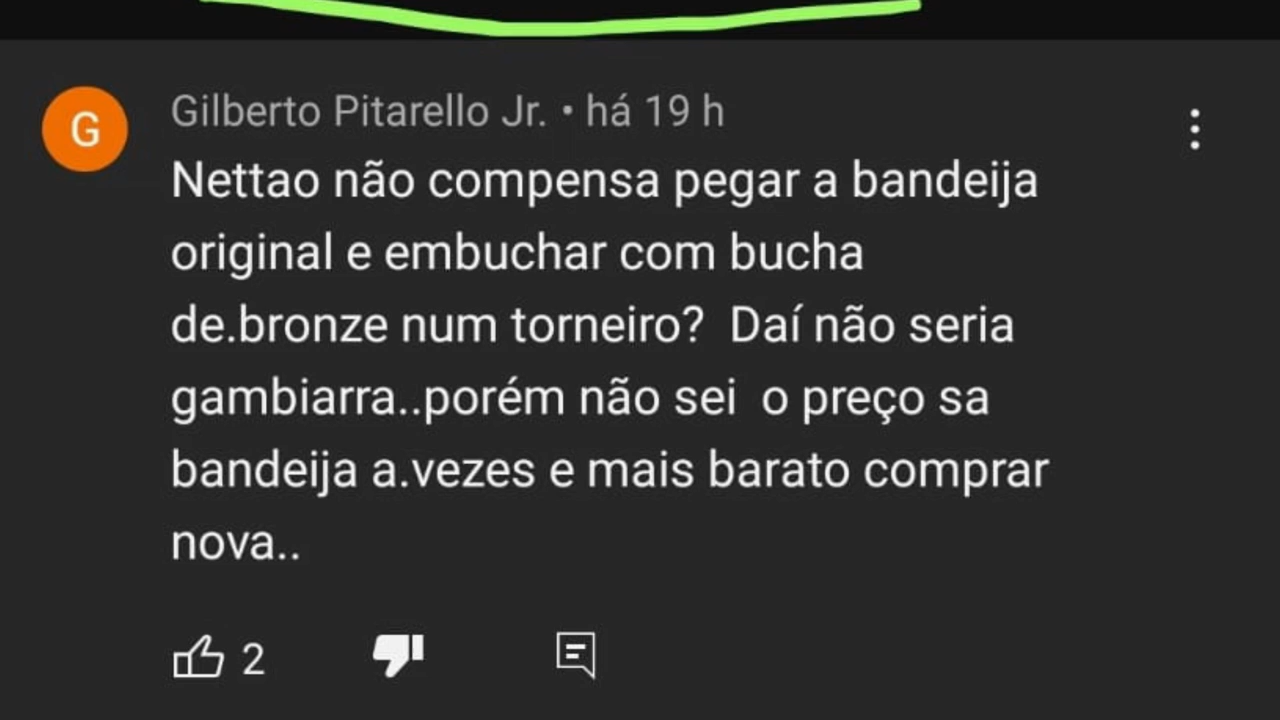 G
Gilberto Pitarello Jr. • há 19 h
Nettao não compensa pegar a bandeija
original e embuchar com bucha
de.bronze num torneiro?  Daí não seria
gambiarra..porém não sei  o preço sa
bandeija a.vezes e mais barato comprar
nova..
2